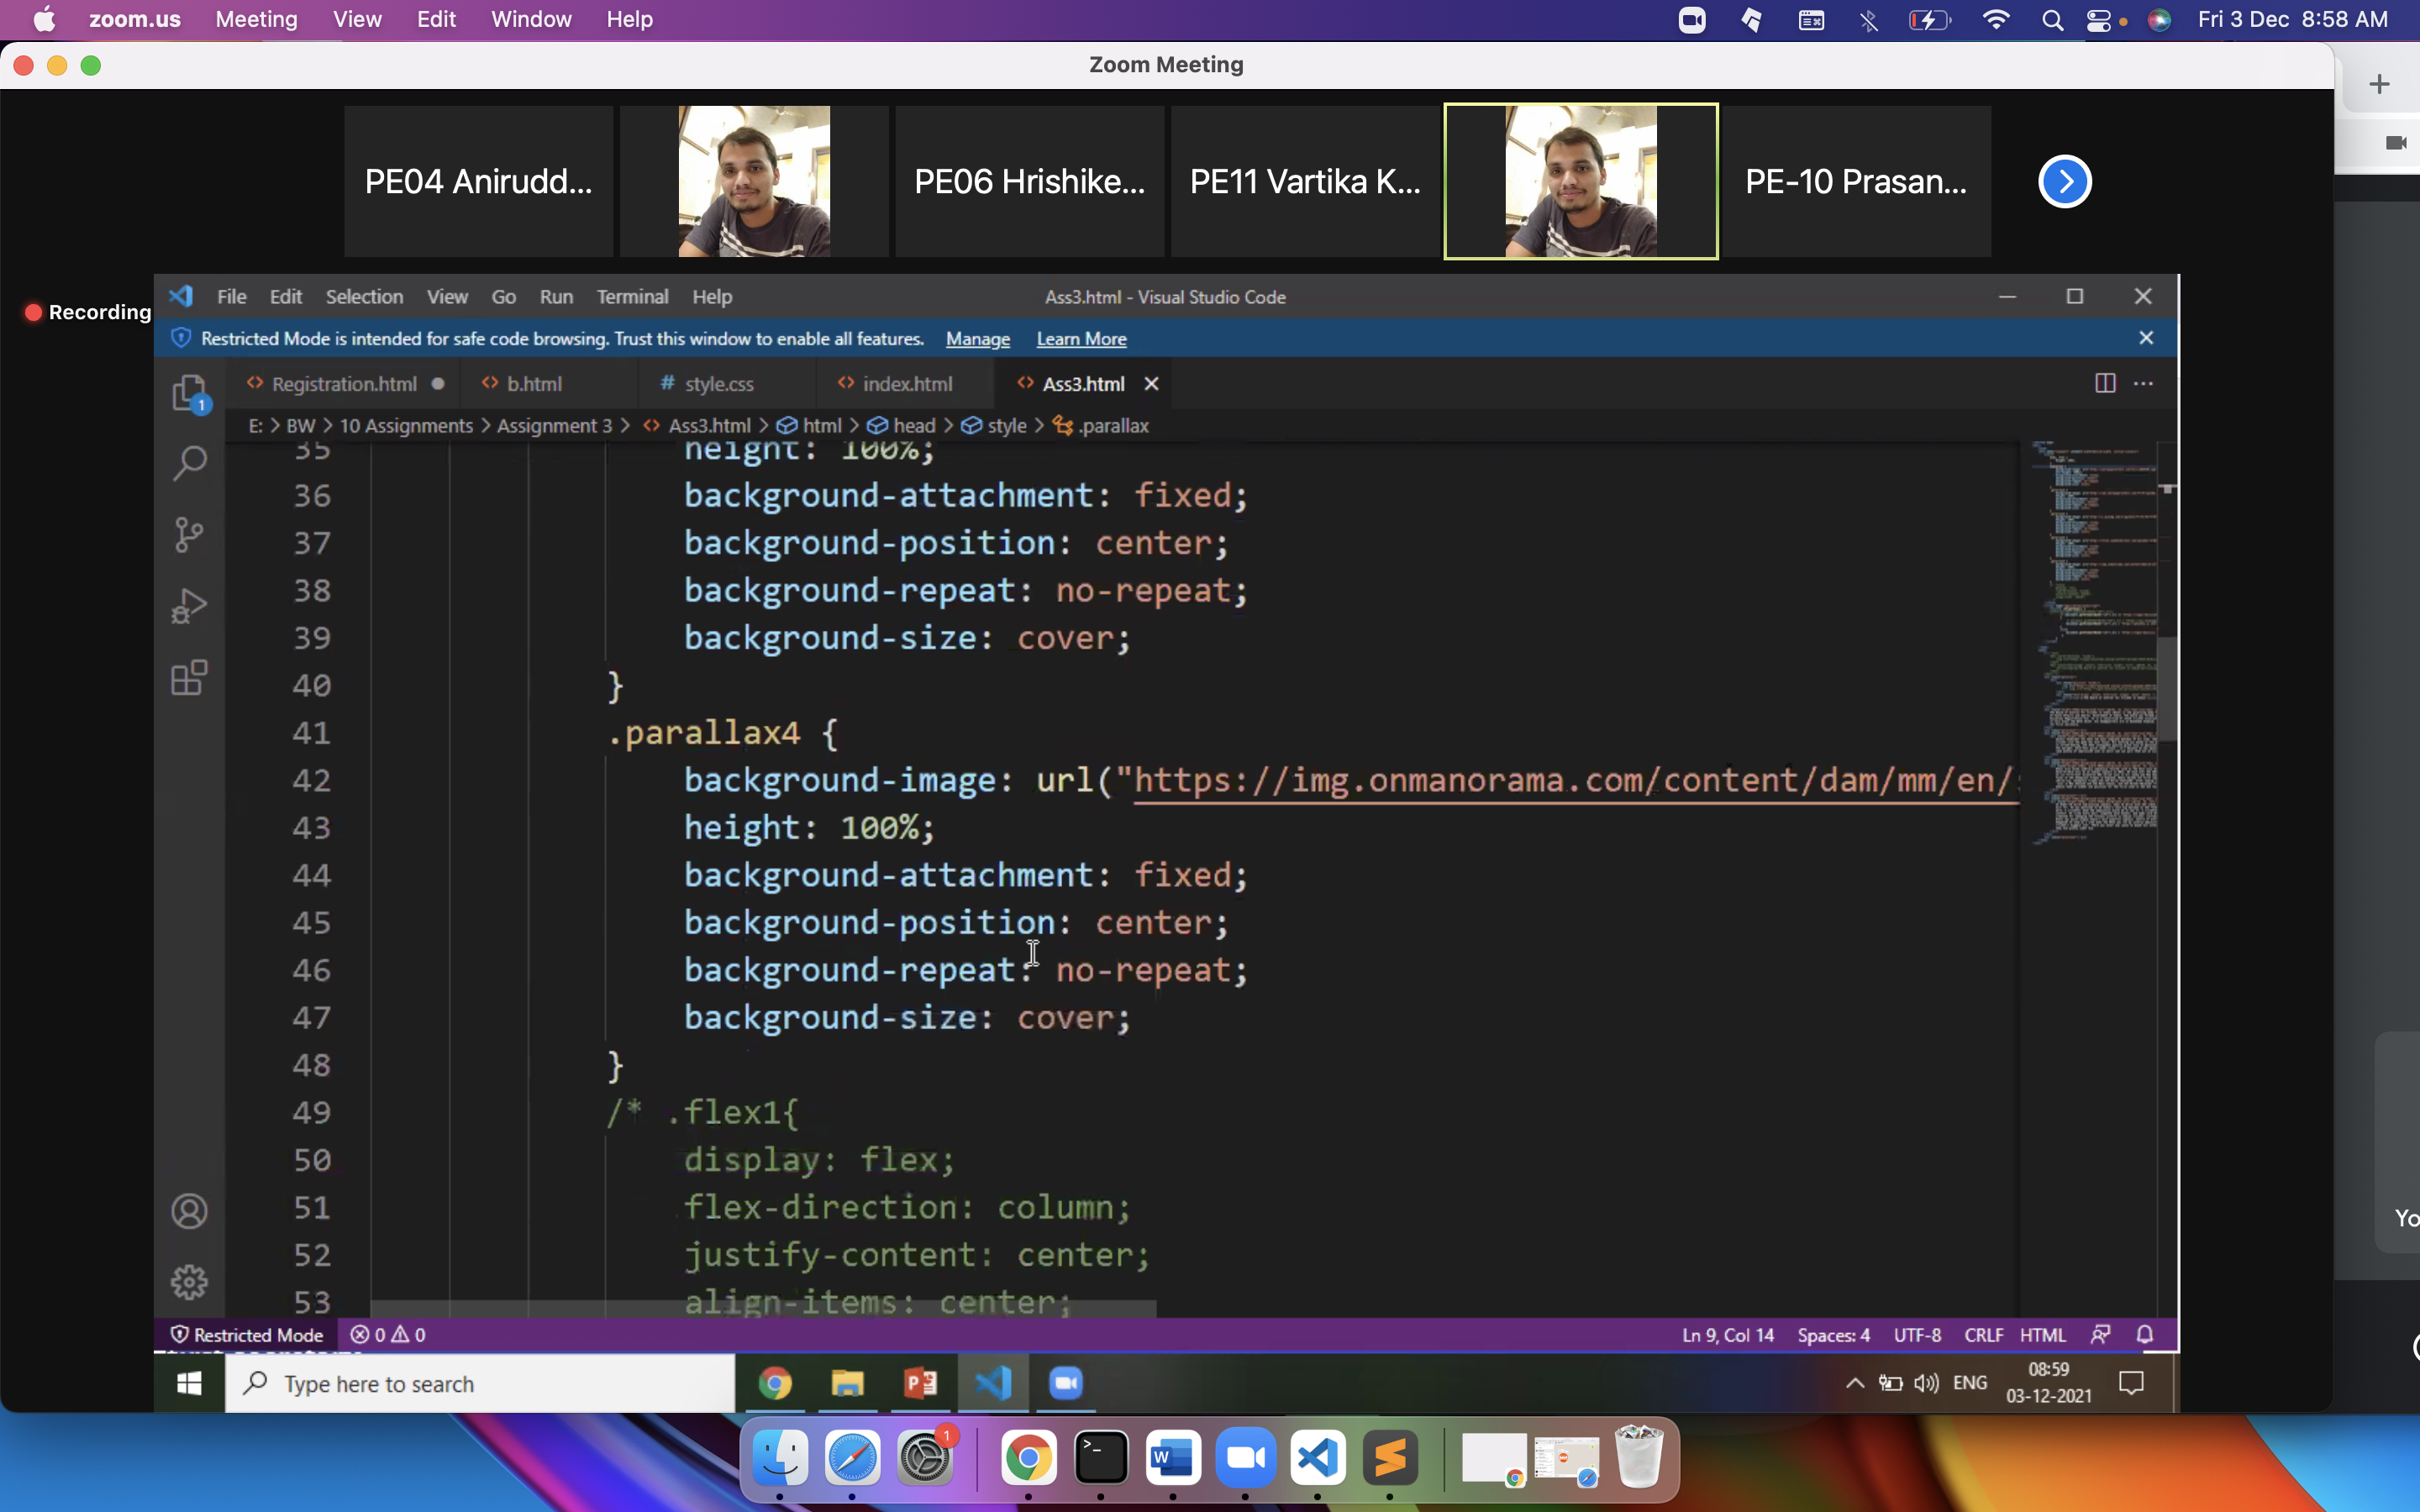 zoom.us Meeting View Edit Window Help Fri 3 Dec 8:58 AM
Zoom Meeting
PE04 Anirudd... PE06 Hrishike... PE11 Vartika K... PE-10 Prasan...
Recording
File Edit Selection View Go Run Terminal Help Ass3.html - Visual Studio Code
Restricted Mode is intended for safe code browsing. Trust this window to enable all features. Manage Learn More
Registration.html b.html # style.css index.html Ass3.html
1
E: > BW > 10 Assignments > Assignment 3 > Ass3.html > html > head > style > .parallax
35 height: 100%;
36 background-attachment: fixed;
37 background-position: center;
38 background-repeat: no-repeat;
39 background-size: cover;
40 }
41 .parallax4 {
42 background-image: url("https://img.onmanorama.com/content/dam/mm/en/
43 height: 100%;
44 background-attachment: fixed;
45 background-position: center;
46 background-repeat: no-repeat;
47 background-size: cover;
48 }
49 /* .flex1{
50 display: flex;
51 flex-direction: column;
52 justify-content: center;
53 align-items: center;
Yo
Restricted Mode 0 0 Ln 9, Col 14 Spaces: 4 UTF-8 CRLF HTML
Type here to search ENG 08:59
03-12-2021
1